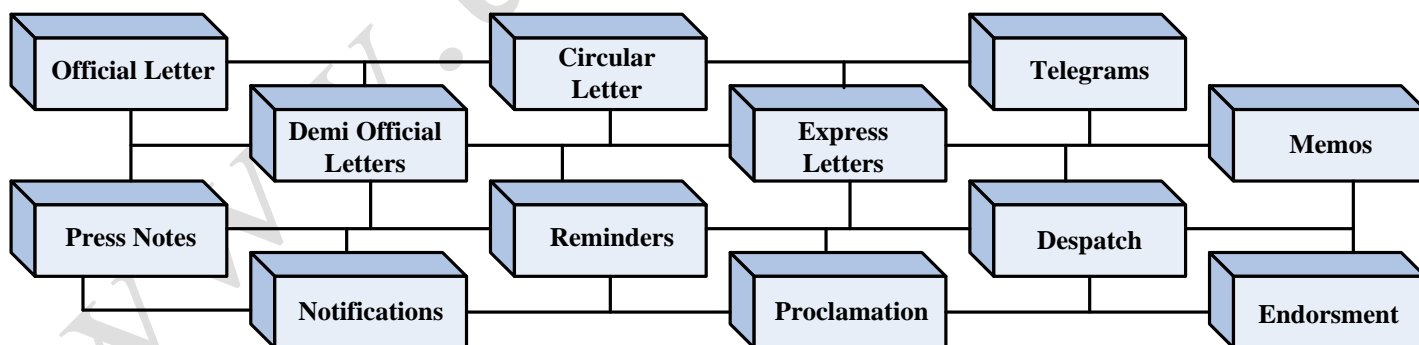 Official Letter
Circular
Letter
Telegrams
Demi Official
Letters
Express
Letters
Memos
Press Notes
Reminders
Despatch
Notifications
Proclamation
Endorsment